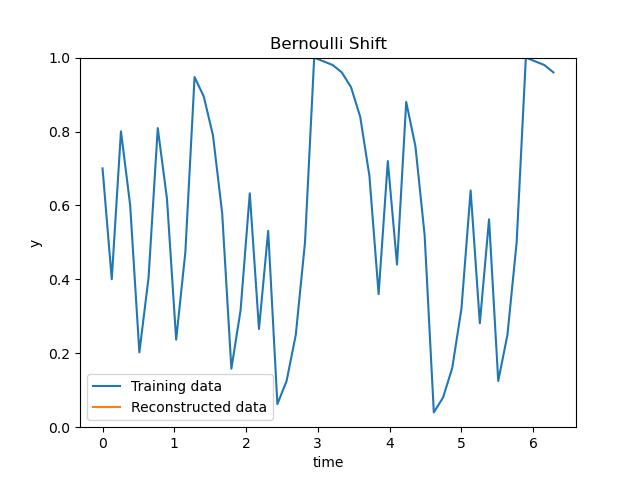 Bernoulli Shift
1.0
0.8
0.6
0.4
0.2
0.0
y
Training data
Reconstructed data
0 1 2 3 4 5 6
time